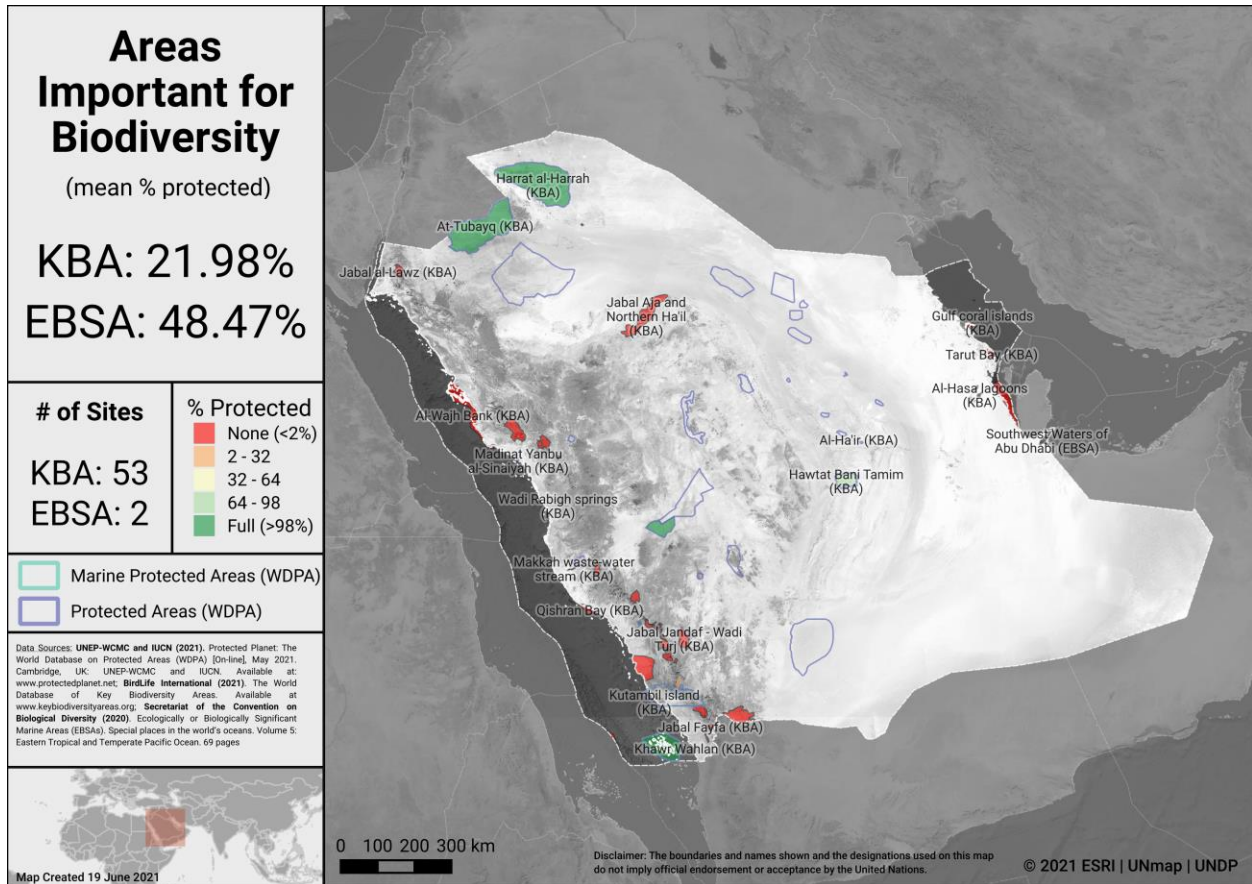 Areas
Important for
Biodiversity
(mean % protected)
KBA: 21.98%
EBSA: 48.47%
# of Sites
KBA: 53
EBSA: 2
% Protected
None (<2%)
2 - 32
32 - 64
64 - 98
Full (>98%)
Marine Protected Areas (WDPA)
Protected Areas (WDPA)
Data Sources: UNEP-WCMC and IUCN (2021). Protected Planet: The
World Database on Protected Areas (WDPA) [On-line], May 2021.
Cambridge, UK: UNEP-WCMC and IUCN. Available at:
www.protectedplanet.net; BirdLife International (2021). The World
Database of Key Biodiversity Areas. Available at
www.keybiodiversityareas.org; Secretariat of the Convention on
Biological Diversity (2020). Ecologically or Biologically Significant
Marine Areas (EBSAs). Special places in the world's oceans. Volume 5:
Eastern Tropical and Temperate Pacific Ocean. 69 pages
Map Created 19 June 2021
Harrat al-Harrah
(KBA)
At-Tubayq (KBA)
Jabal al-Lawz (KBA)
Jabal Aja and
Northern Ha'il
(KBA)
Gulf coral islands
(KBA)
Tarut Bay (KBA)
Al-Hasa lagoons
(KBA)
Southwest Waters of
Abu Dhabi (EBSA)
Al-Wajh Bank (KBA)
Madinat Yanbu
al-Sinaiyah (KBA)
Al-Ha'ir (KBA)
Hawtat Bani Tamim
(KBA)
Wadi Rabigh springs
(KBA)
Makkah waste-water
stream (KBA)
Qishran Bay (KBA)
Jabal Jandaf - Wadi
Turj (KBA)
Kutambil island
(KBA)
Jabal Fayfa (KBA)
Khawr Wahlan (KBA)
0 100 200 300 km
Disclaimer: The boundaries and names shown and the designations used on this map
do not imply official endorsement or acceptance by the United Nations.
© 2021 ESRI | UNmap | UNDP